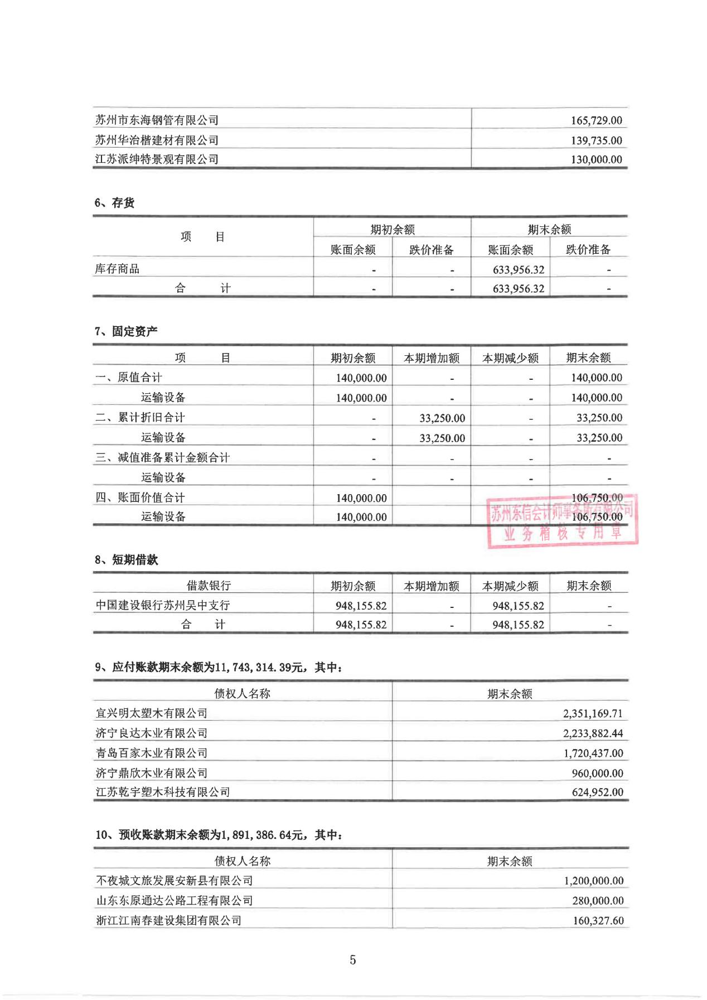 苏州市东海钢管有限公司 165,729.00
苏州华治楷建材有限公司 139,735.00
江苏派绅特景观有限公司 130,000.00
6、存货
项 目 期初余额 期末余额
账面余额 跌价准备 账面余额 跌价准备
库存商品 - - 633,956.32 -
合 计 - - 633,956.32 -
7、固定资产
项 目 期初余额 本期增加额 本期减少额 期末余额
一、原值合计 140,000.00 - - 140,000.00
运输设备 140,000.00 - - 140,000.00
二、累计折旧合计 - 33,250.00 - 33,250.00
运输设备 - 33,250.00 - 33,250.00
三、减值准备累计金额合计 - - - -
运输设备 - - - -
四、账面价值合计 140,000.00 106,750.00
运输设备 140,000.00 106,750.00
苏州东信会计师事务所有限公司
业务稽核专用章
8、短期借款
借款银行 期初余额 本期增加额 本期减少额 期末余额
中国建设银行苏州吴中支行 948,155.82 - 948,155.82 -
合 计 948,155.82 - 948,155.82 -
9、应付账款期末余额为11,743,314.39元，其中：
债权人名称 期末余额
宜兴明太塑木有限公司 2,351,169.71
济宁良达木业有限公司 2,233,882.44
青岛百家木业有限公司 1,720,437.00
济宁鼎欣木业有限公司 960,000.00
江苏乾宇塑木科技有限公司 624,952.00
10、预收账款期末余额为1,891,386.64元，其中：
债权人名称 期末余额
不夜城文旅发展安新县有限公司 1,200,000.00
山东东原通达公路工程有限公司 280,000.00
浙江江南春建设集团有限公司 160,327.60
5